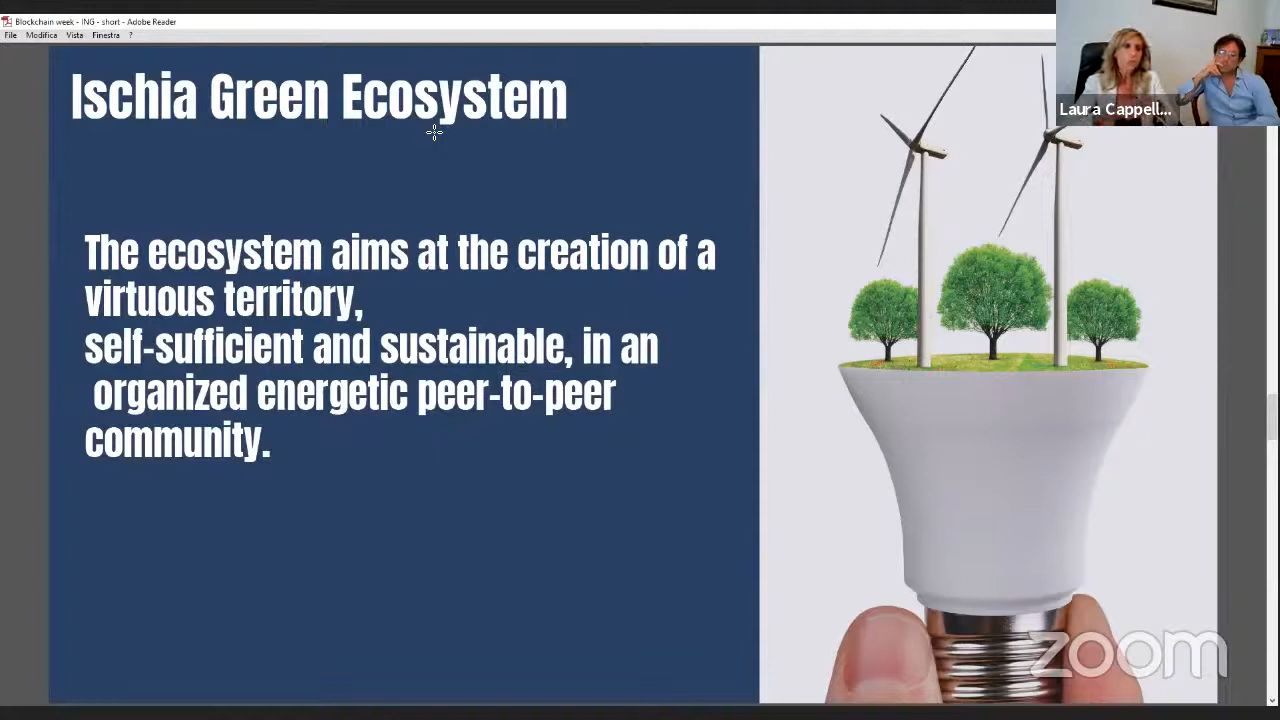 Blockchain week - ING - short - Adobe Reader
File Modifica Vista Finestra ?
Laura Cappell...
Ischia Green Ecosystem
The ecosystem aims at the creation of a
virtuous territory,
self-sufficient and sustainable, in an
organized energetic peer-to-peer
community.
zoom